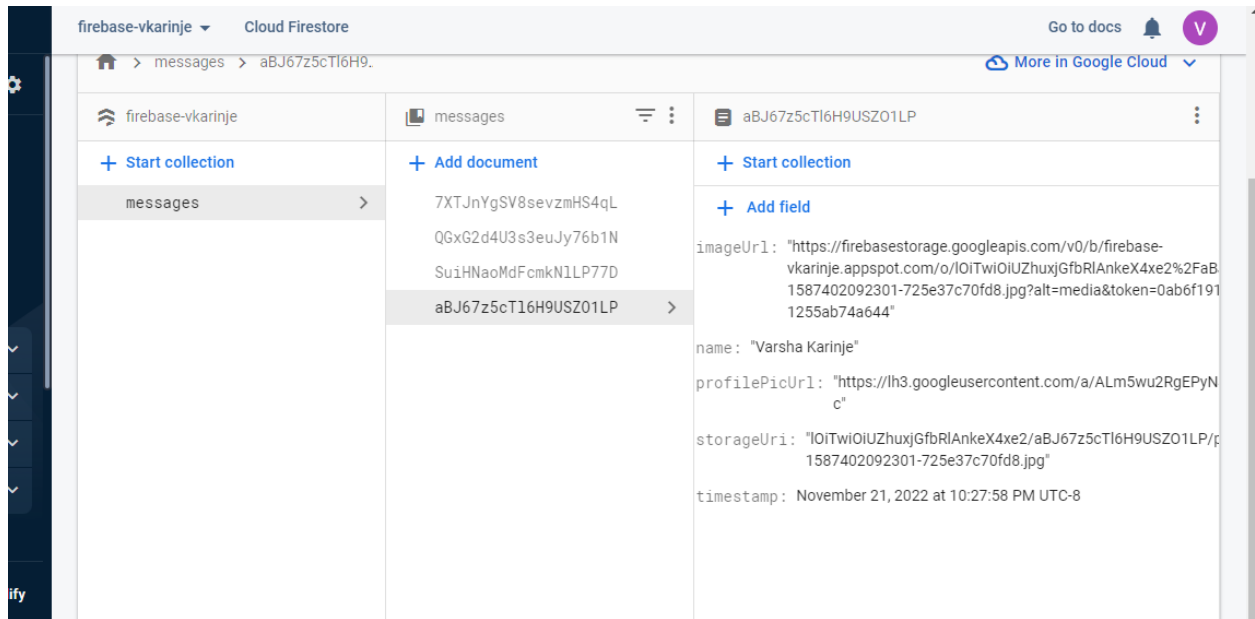 firebase-vkarinje Cloud Firestore Go to docs V
messages > aBJ67z5cTl6H9.. More in Google Cloud
firebase-vkarinje messages aBJ67z5cTl6H9USZO1LP
+ Start collection + Add document + Start collection
messages 7XTJnYgSV8sevzmHS4qL + Add field
QGxG2d4U3s3euJy76b1N
SuiHNaoMdFcmkNlLP77D
aBJ67z5cTl6H9USZO1LP
imageUrl: "https://firebasestorage.googleapis.com/v0/b/firebase-
vkarinje.appspot.com/o/lOiTwiOiUZhuxjGfbRlAnkeX4xe2%2FaB
1587402092301-725e37c70fd8.jpg?alt=media&token=0ab6f191
1255ab74a644"
name: "Varsha Karinje"
profilePicUrl: "https://lh3.googleusercontent.com/a/ALm5wu2RgEPyN
c"
storageUri: "lOiTwiOiUZhuxjGfbRlAnkeX4xe2/aBJ67z5cTl6H9USZO1LP/p
1587402092301-725e37c70fd8.jpg"
timestamp: November 21, 2022 at 10:27:58 PM UTC-8
ify